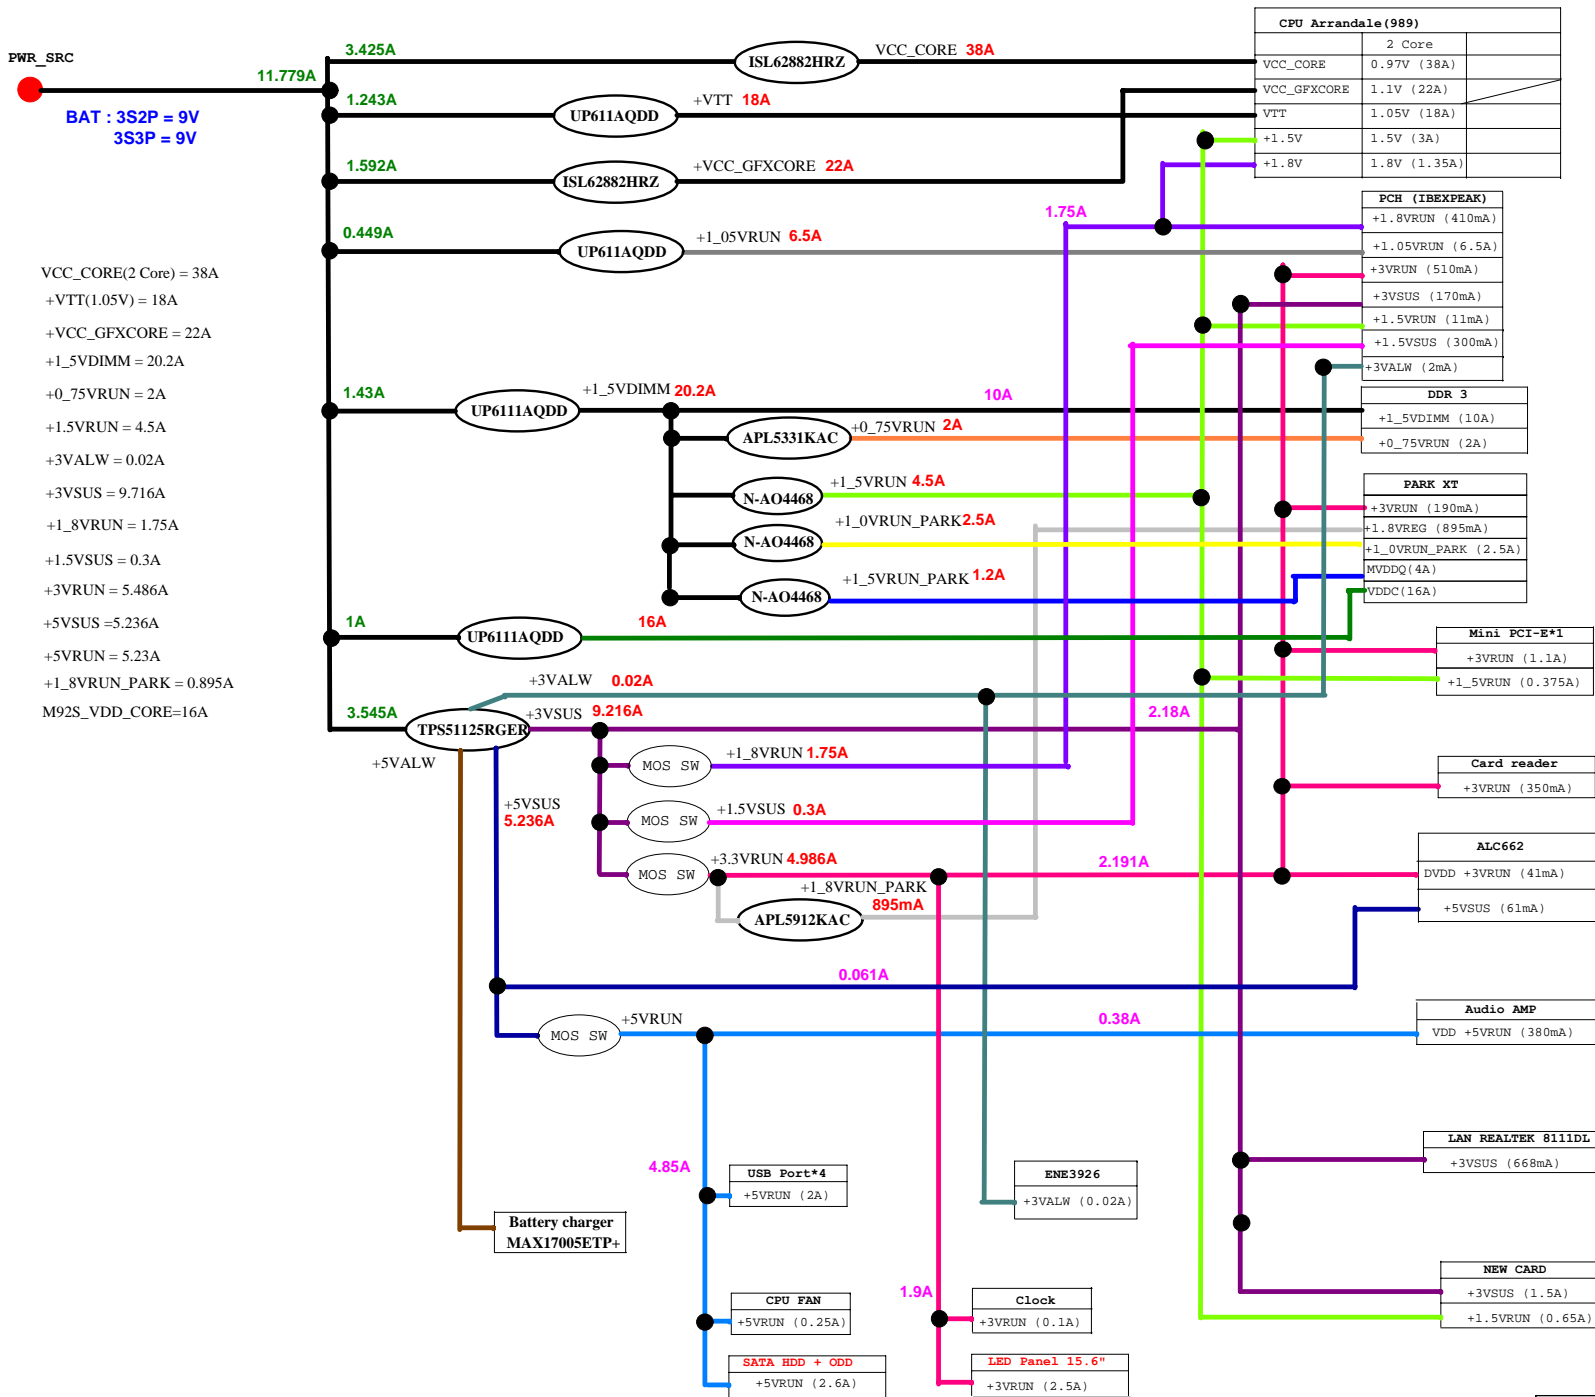 PWR_SRC
BAT : 3S2P = 9V
3S3P = 9V
11.779A
3.425A
ISL62882HRZ
VCC_CORE 38A
1.243A
UP611AQDD
+VTT 18A
1.592A
ISL62882HRZ
+VCC_GFXCORE 22A
0.449A
UP611AQDD
+1_05VRUN 6.5A
1.75A
VCC_CORE(2 Core) = 38A
+VTT(1.05V) = 18A
+VCC_GFXCORE = 22A
+1_5VDIMM = 20.2A
+0_75VRUN = 2A
+1.5VRUN = 4.5A
+3VALW = 0.02A
+3VSUS = 9.716A
+1_8VRUN = 1.75A
+1.5VSUS = 0.3A
+3VRUN = 5.486A
+5VSUS =5.236A
+5VRUN = 5.23A
+1_8VRUN_PARK = 0.895A
M92S_VDD_CORE=16A
1.43A
UP6111AQDD
+1_5VDIMM 20.2A
10A
APL5331KAC
+0_75VRUN 2A
N-AO4468
+1_5VRUN 4.5A
N-AO4468
+1_0VRUN_PARK 2.5A
N-AO4468
+1_5VRUN_PARK 1.2A
1A
UP6111AQDD
16A
3.545A
TPS51125RGER
+3VALW 0.02A
+3VSUS 9.216A
2.18A
+5VALW
+5VSUS
5.236A
MOS SW
+1_8VRUN 1.75A
MOS SW
+1.5VSUS 0.3A
MOS SW
+3.3VRUN 4.986A
2.191A
+1_8VRUN_PARK
895mA
APL5912KAC
0.061A
MOS SW
+5VRUN
0.38A
4.85A
1.9A
CPU Arrandale(989)
2 Core
VCC_CORE 0.97V (38A)
VCC_GFXCORE 1.1V (22A)
VTT 1.05V (18A)
+1.5V 1.5V (3A)
+1.8V 1.8V (1.35A)
PCH (IBEXPEAK)
+1.8VRUN (410mA)
+1.05VRUN (6.5A)
+3VRUN (510mA)
+3VSUS (170mA)
+1.5VRUN (11mA)
+1.5VSUS (300mA)
+3VALW (2mA)
DDR 3
+1_5VDIMM (10A)
+0_75VRUN (2A)
PARK XT
+3VRUN (190mA)
+1.8VREG (895mA)
+1_0VRUN_PARK (2.5A)
MVDDQ(4A)
VDDC(16A)
Mini PCI-E*1
+3VRUN (1.1A)
+1_5VRUN (0.375A)
Card reader
+3VRUN (350mA)
ALC662
DVDD +3VRUN (41mA)
+5VSUS (61mA)
Audio AMP
VDD +5VRUN (380mA)
LAN REALTEK 8111DL
+3VSUS (668mA)
NEW CARD
+3VSUS (1.5A)
+1.5VRUN (0.65A)
USB Port*4
+5VRUN (2A)
ENE3926
+3VALW (0.02A)
Battery charger
MAX17005ETP+
CPU FAN
+5VRUN (0.25A)
Clock
+3VRUN (0.1A)
SATA HDD + ODD
+5VRUN (2.6A)
LED Panel 15.6"
+3VRUN (2.5A)